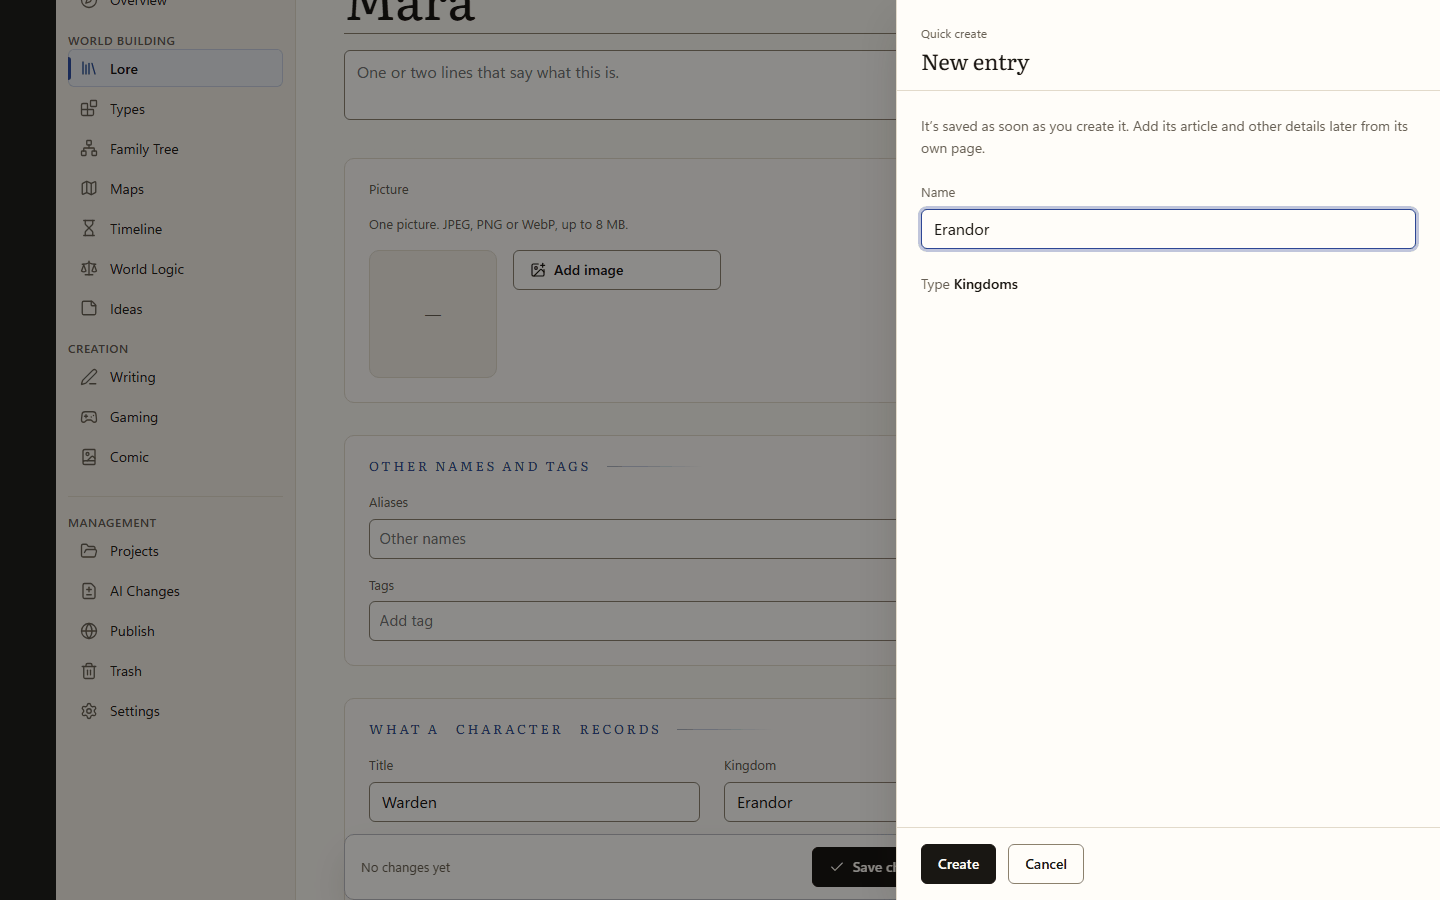 Overview
WORLD BUILDING
Lore
Types
Family Tree
Maps
Timeline
World Logic
Ideas
CREATION
Writing
Gaming
Comic
MANAGEMENT
Projects
AI Changes
Publish
Trash
Settings
Mara
One or two lines that say what this is.
Picture
One picture. JPEG, PNG or WebP, up to 8 MB.
—
Add image
OTHER NAMES AND TAGS
Aliases
Other names
Tags
Add tag
WHAT A CHARACTER RECORDS
Title
Kingdom
Warden
Erandor
No changes yet
Save
Quick create
New entry
It’s saved as soon as you create it. Add its article and other details later from its
own page.
Name
Erandor
Type Kingdoms
Create
Cancel